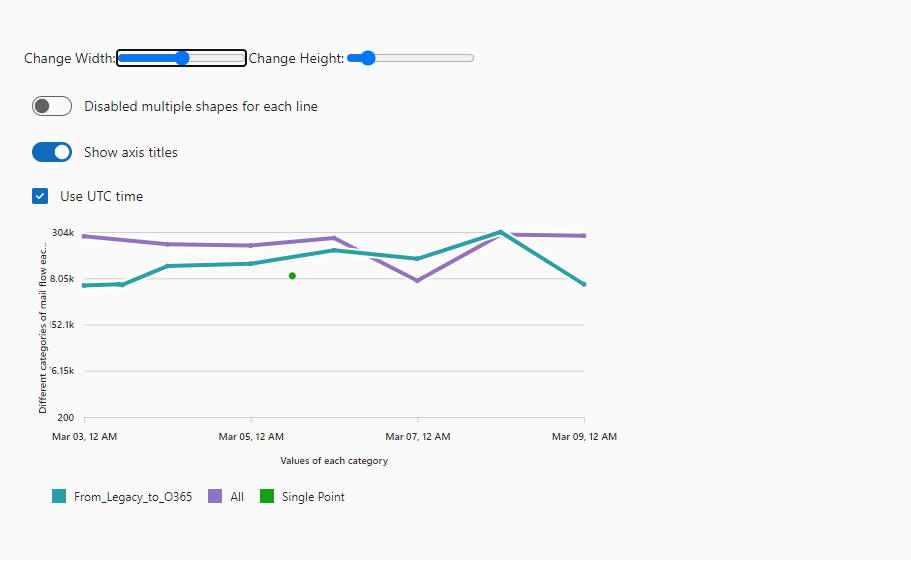 Change Width: Change Height:
Disabled multiple shapes for each line
Show axis titles
Use UTC time
Different categories of mail flow eac...
304k
8.05k
52.1k
6.15k
200
Mar 03, 12 AM Mar 05, 12 AM Mar 07, 12 AM Mar 09, 12 AM
Values of each category
From_Legacy_to_O365 All Single Point